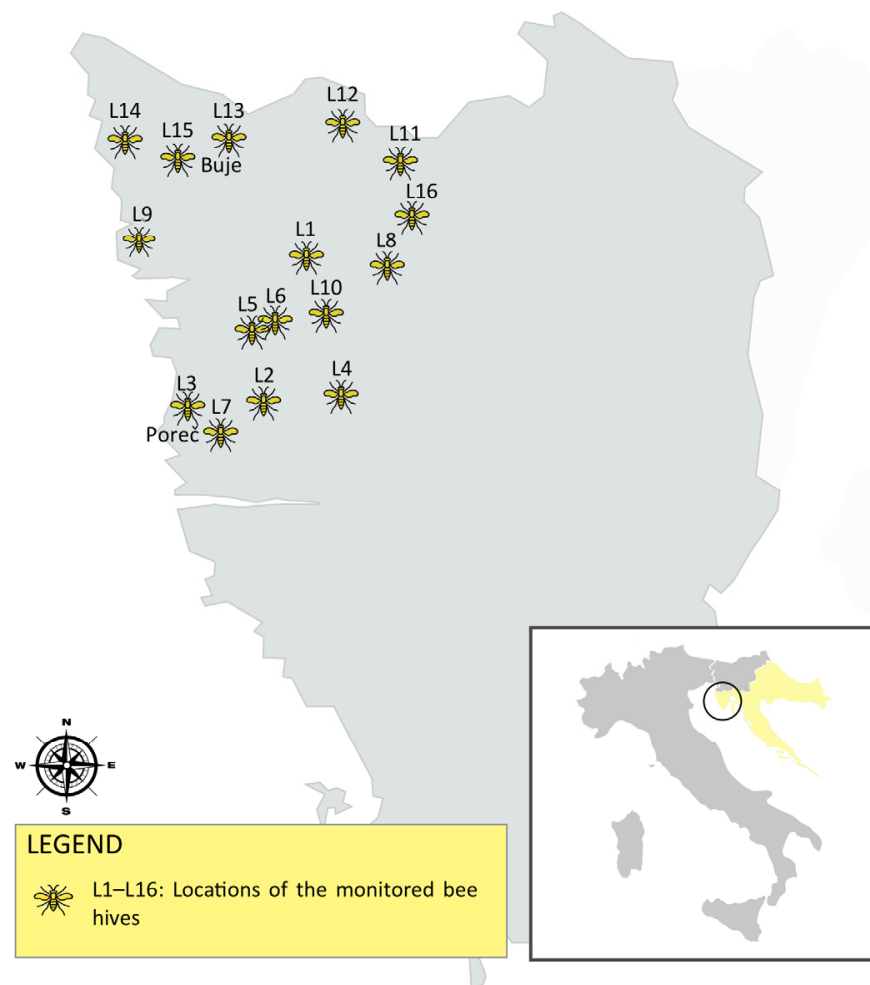 L14
L15
L13
Buje
L12
L11
L16
L9
L1
L8
L5
L6
L10
L3
L7
L2
L4
Poreč
N
W
E
S
LEGEND
L1–L16: Locations of the monitored bee
hives